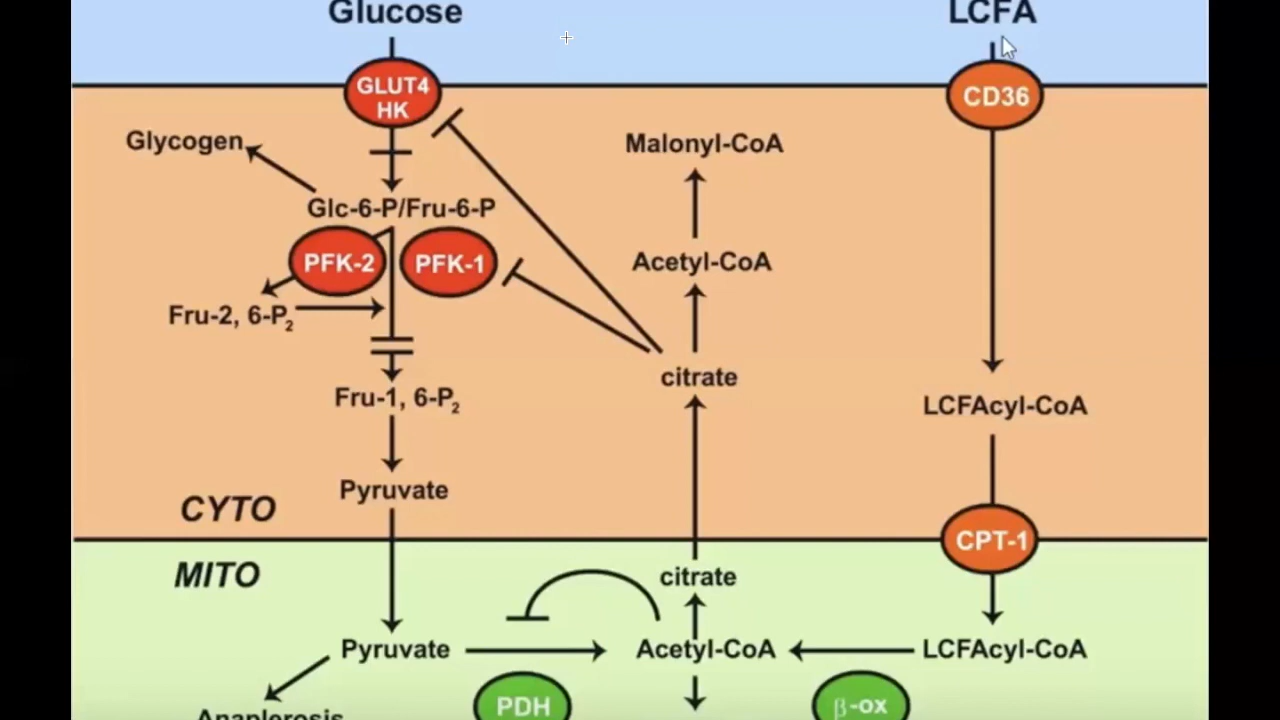 Glucose
LCFA
GLUT4
HK
CD36
Glycogen
Malonyl-CoA
Glc-6-P/Fru-6-P
PFK-2
PFK-1
Acetyl-CoA
Fru-2, 6-P₂
citrate
Fru-1, 6-P₂
LCFAcyl-CoA
Pyruvate
CYTO
CPT-1
MITO
citrate
Pyruvate
Acetyl-CoA
LCFAcyl-CoA
PDH
β-ox
Anaplerosis